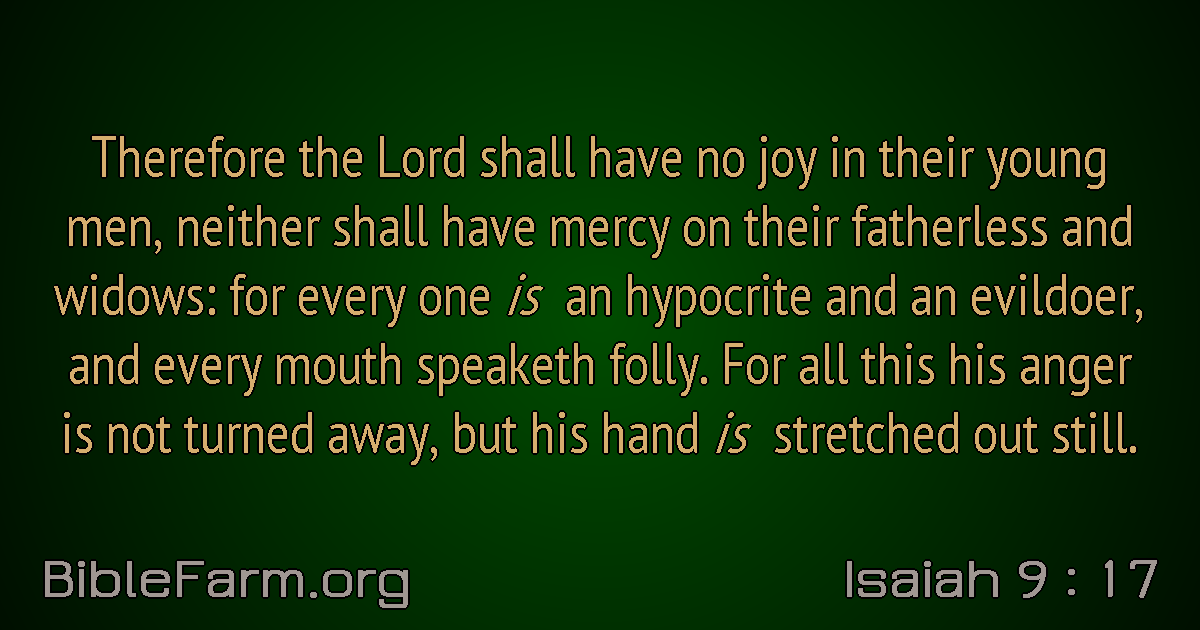 Therefore the Lord shall have no joy in their young
men, neither shall have mercy on their fatherless and
widows: for every one is an hypocrite and an evildoer,
and every mouth speaketh folly. For all this his anger
is not turned away, but his hand is stretched out still.
BibleFarm.org
Isaiah 9 : 17